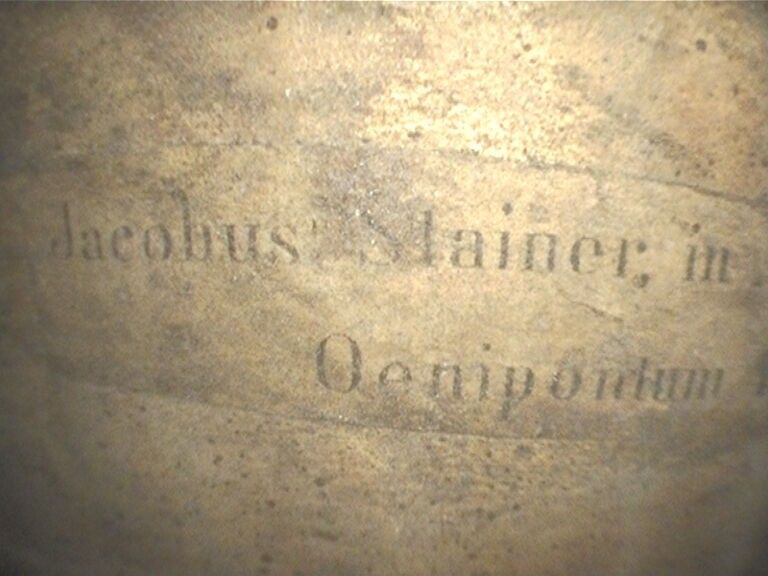 Jacobus Stainer, in
Oenipontum